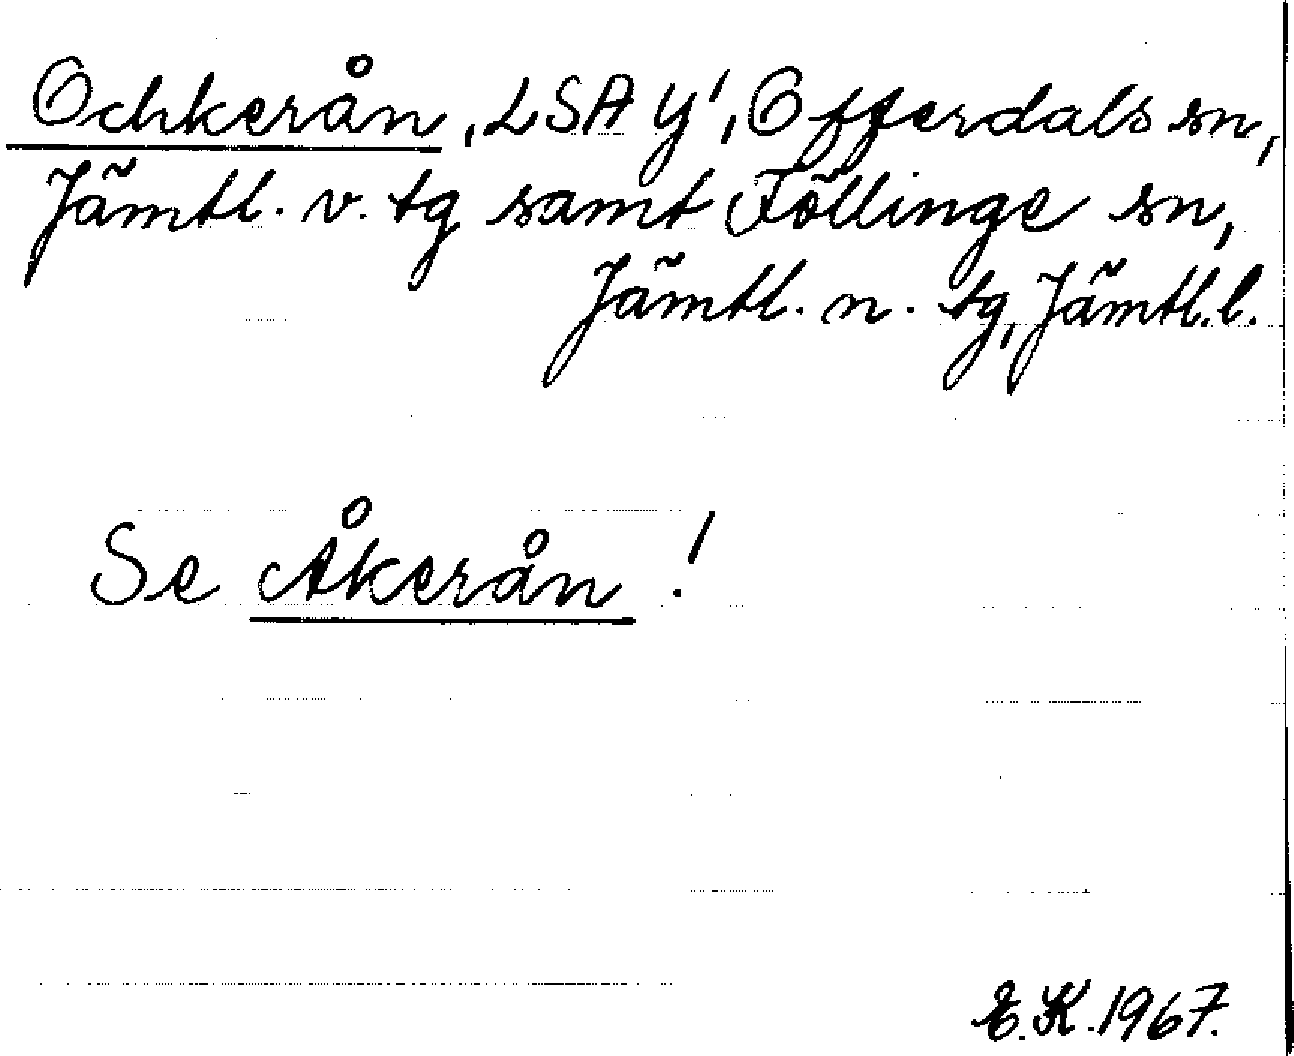 Ochkerån, LSA Y', Offerdals sn,
Jämtl. v. tg samt Föllinge sn,
Jämtl. n. tg, Jämtl. l.
Se Åkerån !
E.K. 1967.